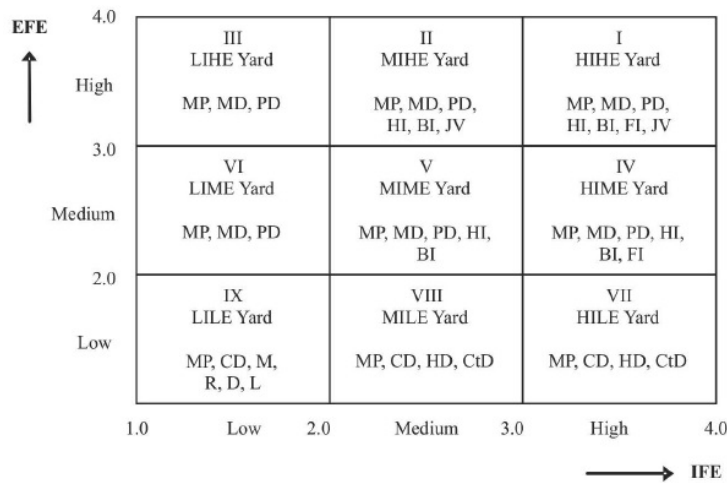 4.0
EFE
III
II
I
LIHE Yard
MIHE Yard
HIHE Yard
High
MP, MD, PD
MP, MD, PD,
HI, BI, JV
MP, MD, PD,
HI, BI, FI, JV
3.0
VI
V
IV
LIME Yard
MIME Yard
HIME Yard
Medium
MP, MD, PD
MP, MD, PD, HI,
BI
MP, MD, PD, HI,
BI, FI
2.0
IX
VIII
VII
LILE Yard
MILE Yard
HILE Yard
Low
MP, CD, M,
R, D, L
MP, CD, HD, CtD
MP, CD, HD, CtD
1.0 Low 2.0 Medium 3.0 High 4.0
IFE